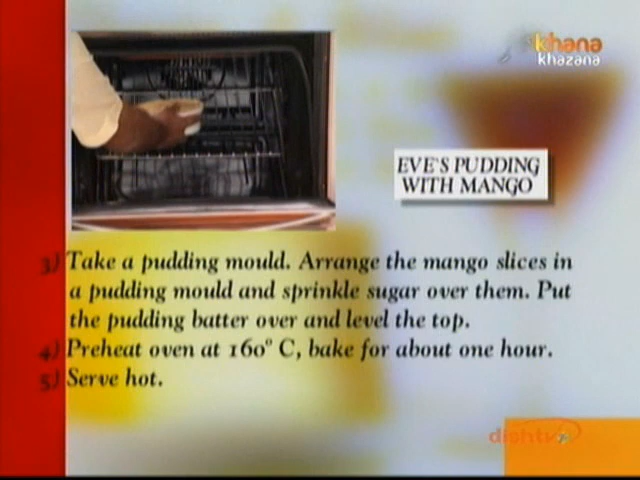 khana
khazana
EVE'S PUDDING
WITH MANGO
3) Take a pudding mould. Arrange the mango slices in
a pudding mould and sprinkle sugar over them. Put
the pudding batter over and level the top.
4) Preheat oven at 160° C, bake for about one hour.
5) Serve hot.
dishtv